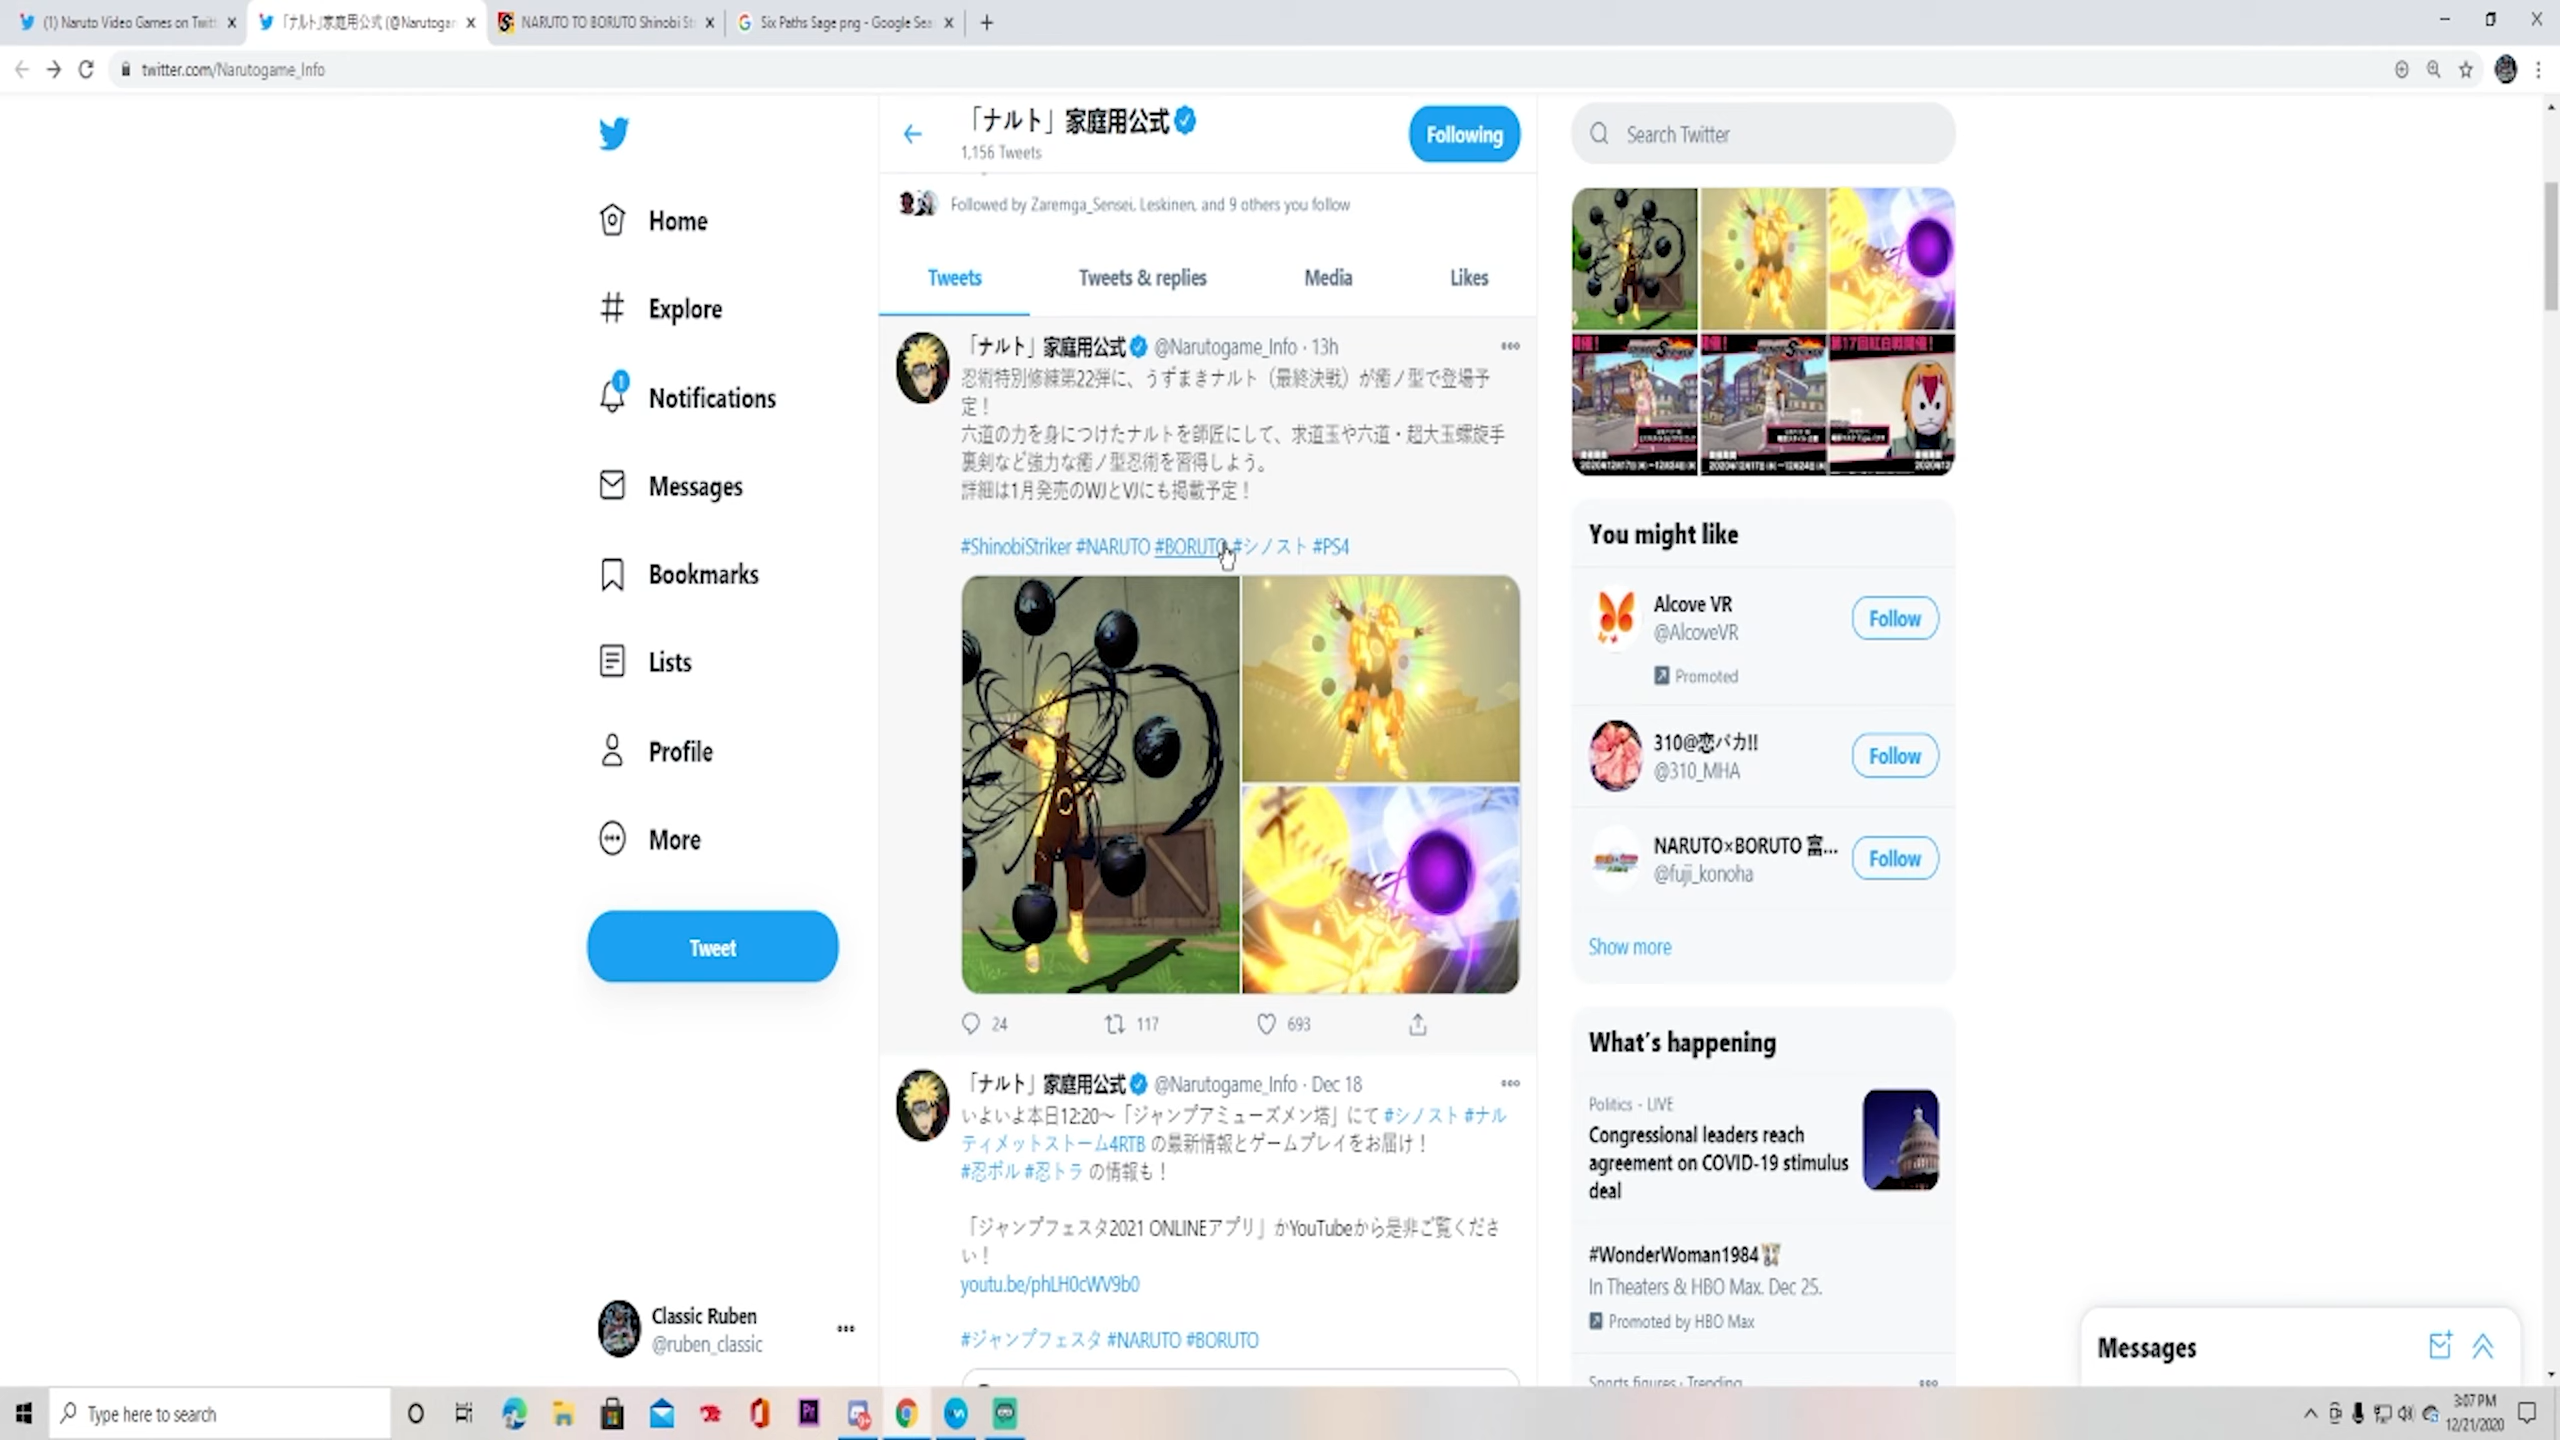 (1) Naruto Video Games on Twitt
「ナルト」家庭用公式 (@Narutogar
NARUTO TO BORUTO Shinobi St
Six Paths Sage png - Google Sea
twitter.com/Narutogame_Info
Home
Explore
1
Notifications
Messages
Bookmarks
Lists
Profile
More
Tweet
Classic Ruben
@ruben_classic
「ナルト」家庭用公式
1,156 Tweets
Following
Followed by Zaremga_Sensei, Leskinen, and 9 others you follow
Tweets Tweets & replies Media Likes
「ナルト」家庭用公式 @Narutogame_Info · 13h
忍術特別修練第22弾に、うずまきナルト（最終決戦）が癒ノ型で登場予
定！
六道の力を身につけたナルトを師匠にして、求道玉や六道・超大玉螺旋手
裏剣など強力な癒ノ型忍術を習得しよう。
詳細は1月発売のWJとVJにも掲載予定！
#ShinobiStriker #NARUTO #BORUTO #シノスト #PS4
24 117 693
「ナルト」家庭用公式 @Narutogame_Info · Dec 18
いよいよ本日12:20～「ジャンプアミューズメン塔」にて #シノスト #ナル
ティメットストーム4RTB の最新情報とゲームプレイをお届け！
#忍ボル #忍トラ の情報も！
「ジャンプフェスタ2021 ONLINEアプリ」かYouTubeから是非ご覧くださ
い！
youtu.be/phLH0cWV9b0
#ジャンプフェスタ #NARUTO #BORUTO
Search Twitter
You might like
Alcove VR
@AlcoveVR
Follow
Promoted
310@恋バカ!!
@310_MHA
Follow
NARUTO×BORUTO 富...
@fuji_konoha
Follow
Show more
What's happening
Politics · LIVE
Congressional leaders reach
agreement on COVID-19 stimulus
deal
#WonderWoman1984
In Theaters & HBO Max. Dec 25.
Promoted by HBO Max
Sports figures · Trending
Messages
Type here to search
3:07 PM
12/21/2020